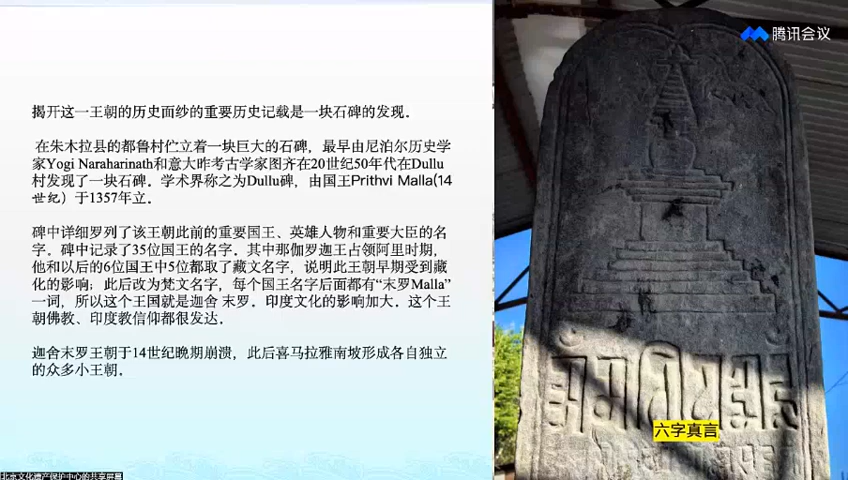 揭开这一王朝的历史而纱的重要历史记载是一块石碑的发现.
在朱木拉县的都鲁村伫立着一块巨大的石碑，最早由尼泊尔历史学
家Yogi Naraharinath和意大昨考古学家图齐在20世纪50年代在Dullu
村发现了一块石碑. 学术界称之为Dullu碑，由国王Prithvi Malla(14
世纪）于1357年立.
碑中详细罗列了该王朝此前的重要国王、英雄人物和重要大臣的名
字. 碑中记录了35位国王的名字. 其中那伽罗迦王占领阿里时期,
他和以后的6位国王中5位都取了藏文名字，说明此王朝早期受到藏
化的影响；此后改为梵文名字，每个国王名字后面都有“末罗Malla”
一词，所以这个王国就是迦舍 末罗. 印度文化的影响加大. 这个王
朝佛教、印度教信仰都很发达.
迦舍末罗王朝于14世纪晚期崩溃，此后喜马拉雅南坡形成各自独立
的众多小王朝.
腾讯会议
六字真言
北京文化遗产保护中心的共享屏幕